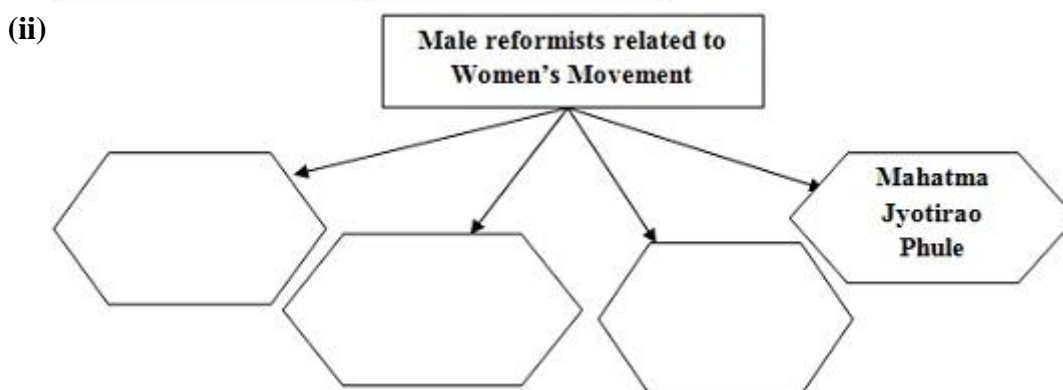 (ii)
Male reformists related to
Women's Movement
Mahatma
Jyotirao
Phule